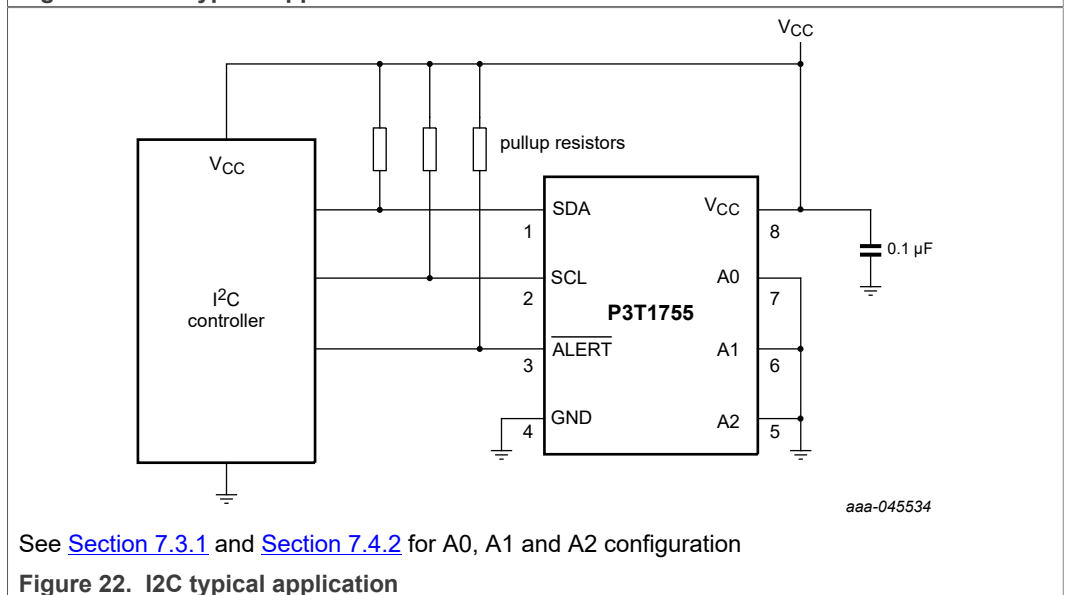 VCC
pullup resistors
VCC
I2C
controller
SDA
1
SCL
2
ALERT
3
GND
4
P3T1755
VCC
8
A0
7
A1
6
A2
5
0.1 µF
aaa-045534
See Section 7.3.1 and Section 7.4.2 for A0, A1 and A2 configuration
Figure 22. I2C typical application